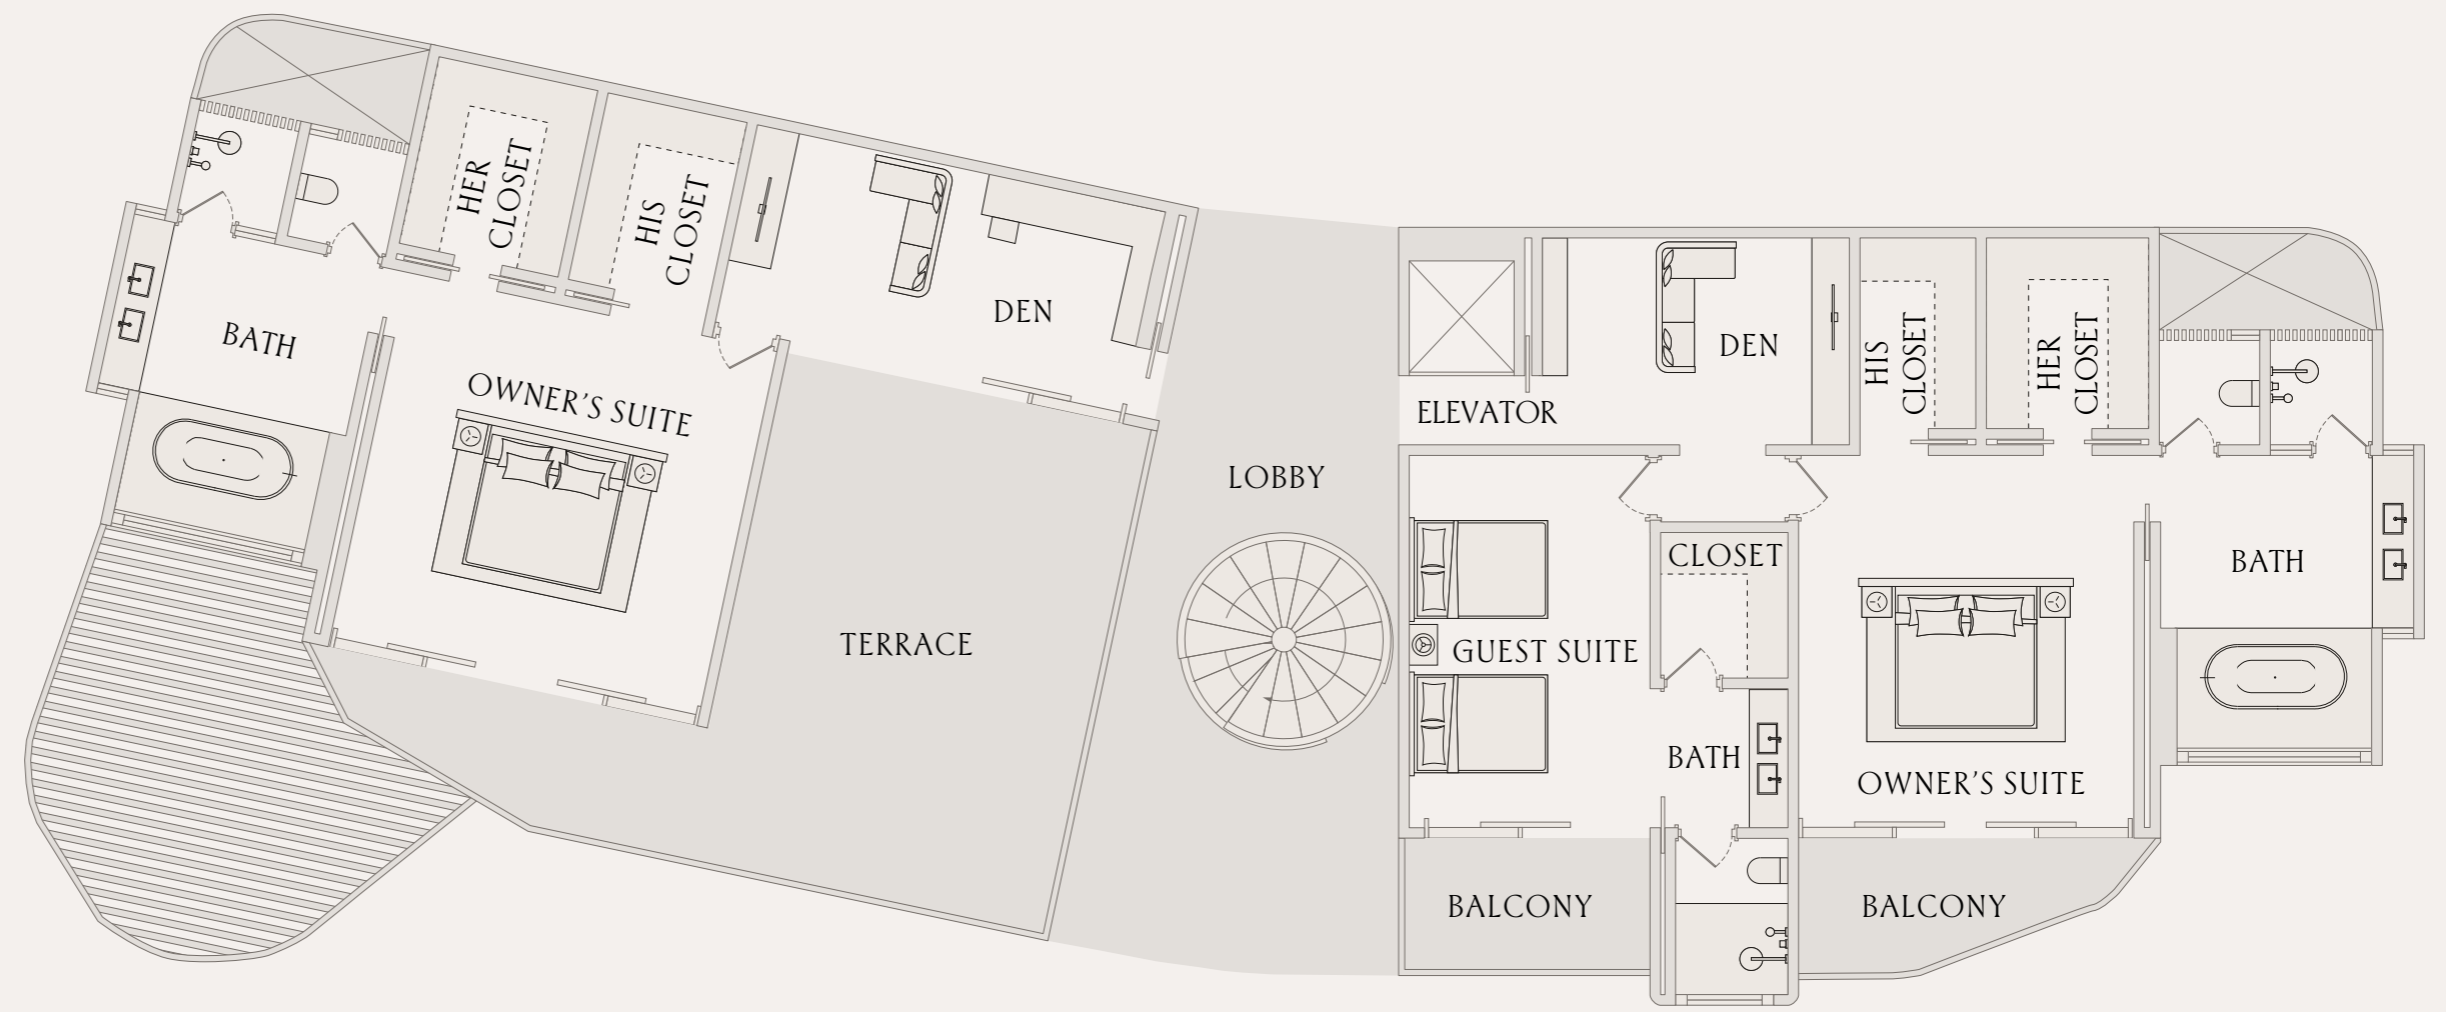 HER
CLOSET
HIS
CLOSET
DEN
BATH
OWNER'S SUITE
TERRACE
LOBBY
ELEVATOR
DEN
HIS
CLOSET
HER
CLOSET
CLOSET
GUEST SUITE
BATH
BATH
OWNER'S SUITE
BALCONY
BALCONY